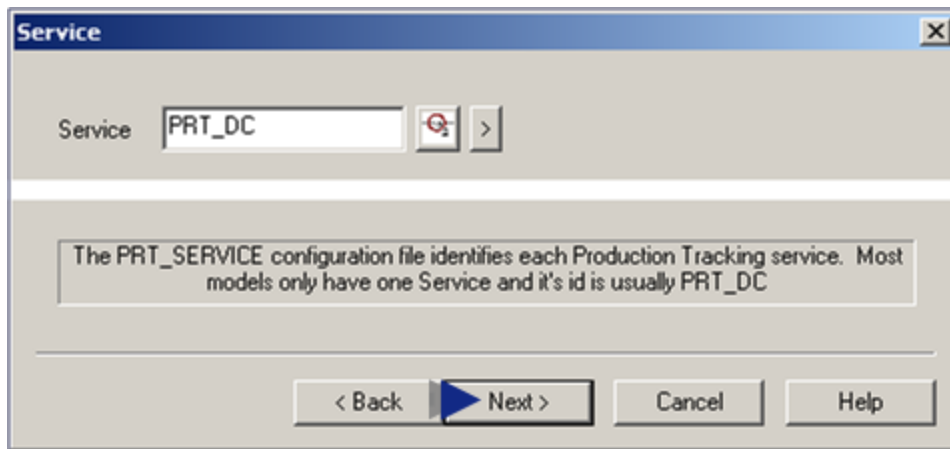 Service
Service PRT_DC >
The PRT_SERVICE configuration file identifies each Production Tracking service. Most
models only have one Service and it's id is usually PRT_DC
< Back Next > Cancel Help